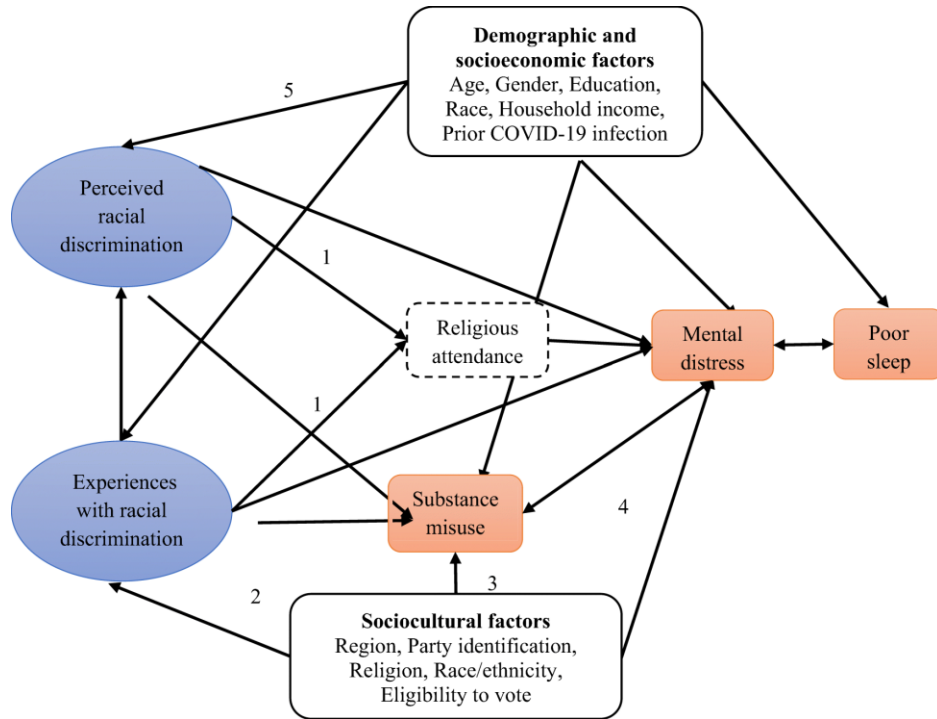 Demographic and
socioeconomic factors
Age, Gender, Education,
Race, Household income,
Prior COVID-19 infection
5
Perceived
racial
discrimination
1
Religious
attendance
Mental
distress
Poor
sleep
1
Experiences
with racial
discrimination
Substance
misuse
4
2
3
Sociocultural factors
Region, Party identification,
Religion, Race/ethnicity,
Eligibility to vote